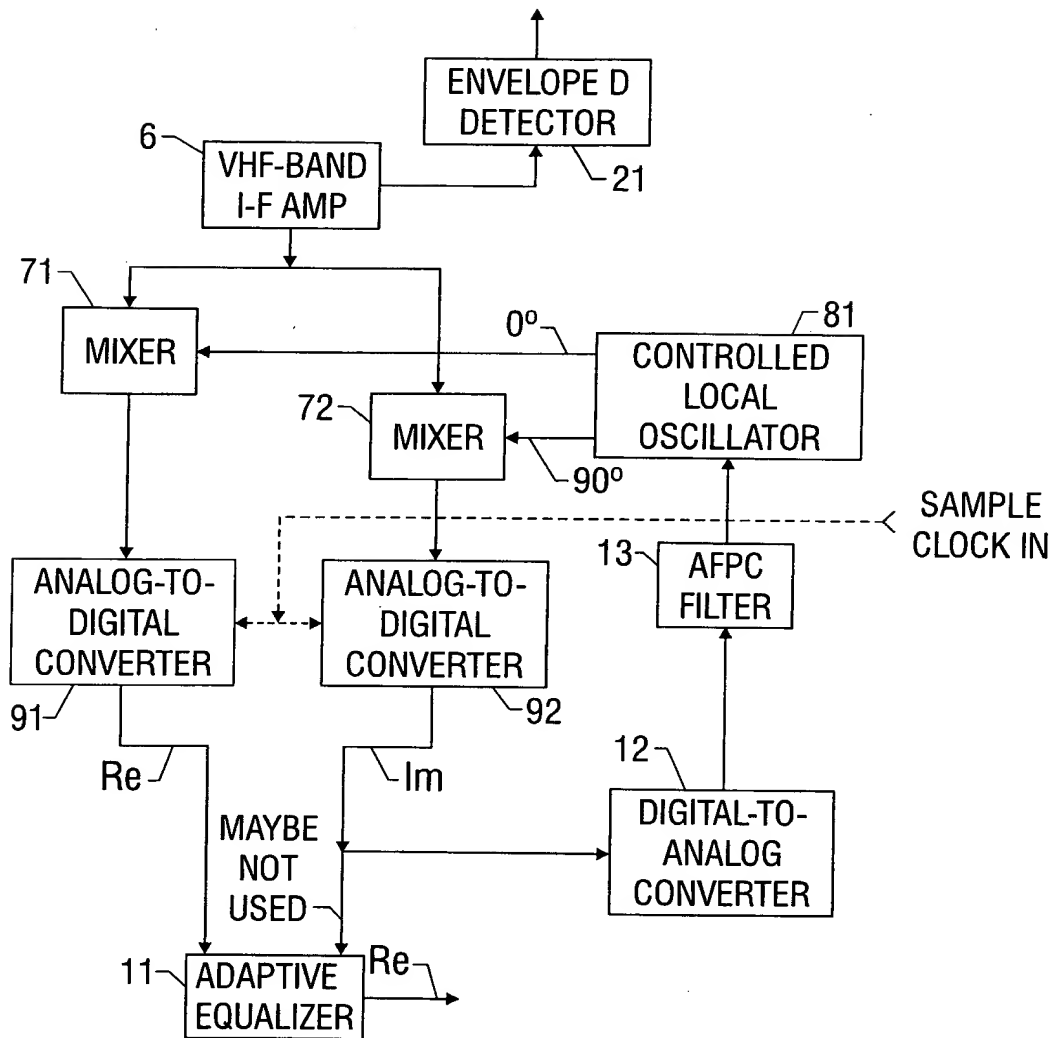 ENVELOPE D
DETECTOR
21
6
VHF-BAND
I-F AMP
71
MIXER
0º
81
CONTROLLED
LOCAL
OSCILLATOR
72
MIXER
90º
SAMPLE
CLOCK IN
13
AFPC
FILTER
ANALOG-TO-
DIGITAL
CONVERTER
91
ANALOG-TO-
DIGITAL
CONVERTER
92
Re
Im
12
DIGITAL-TO-
ANALOG
CONVERTER
MAYBE
NOT
USED
11
ADAPTIVE
EQUALIZER
Re